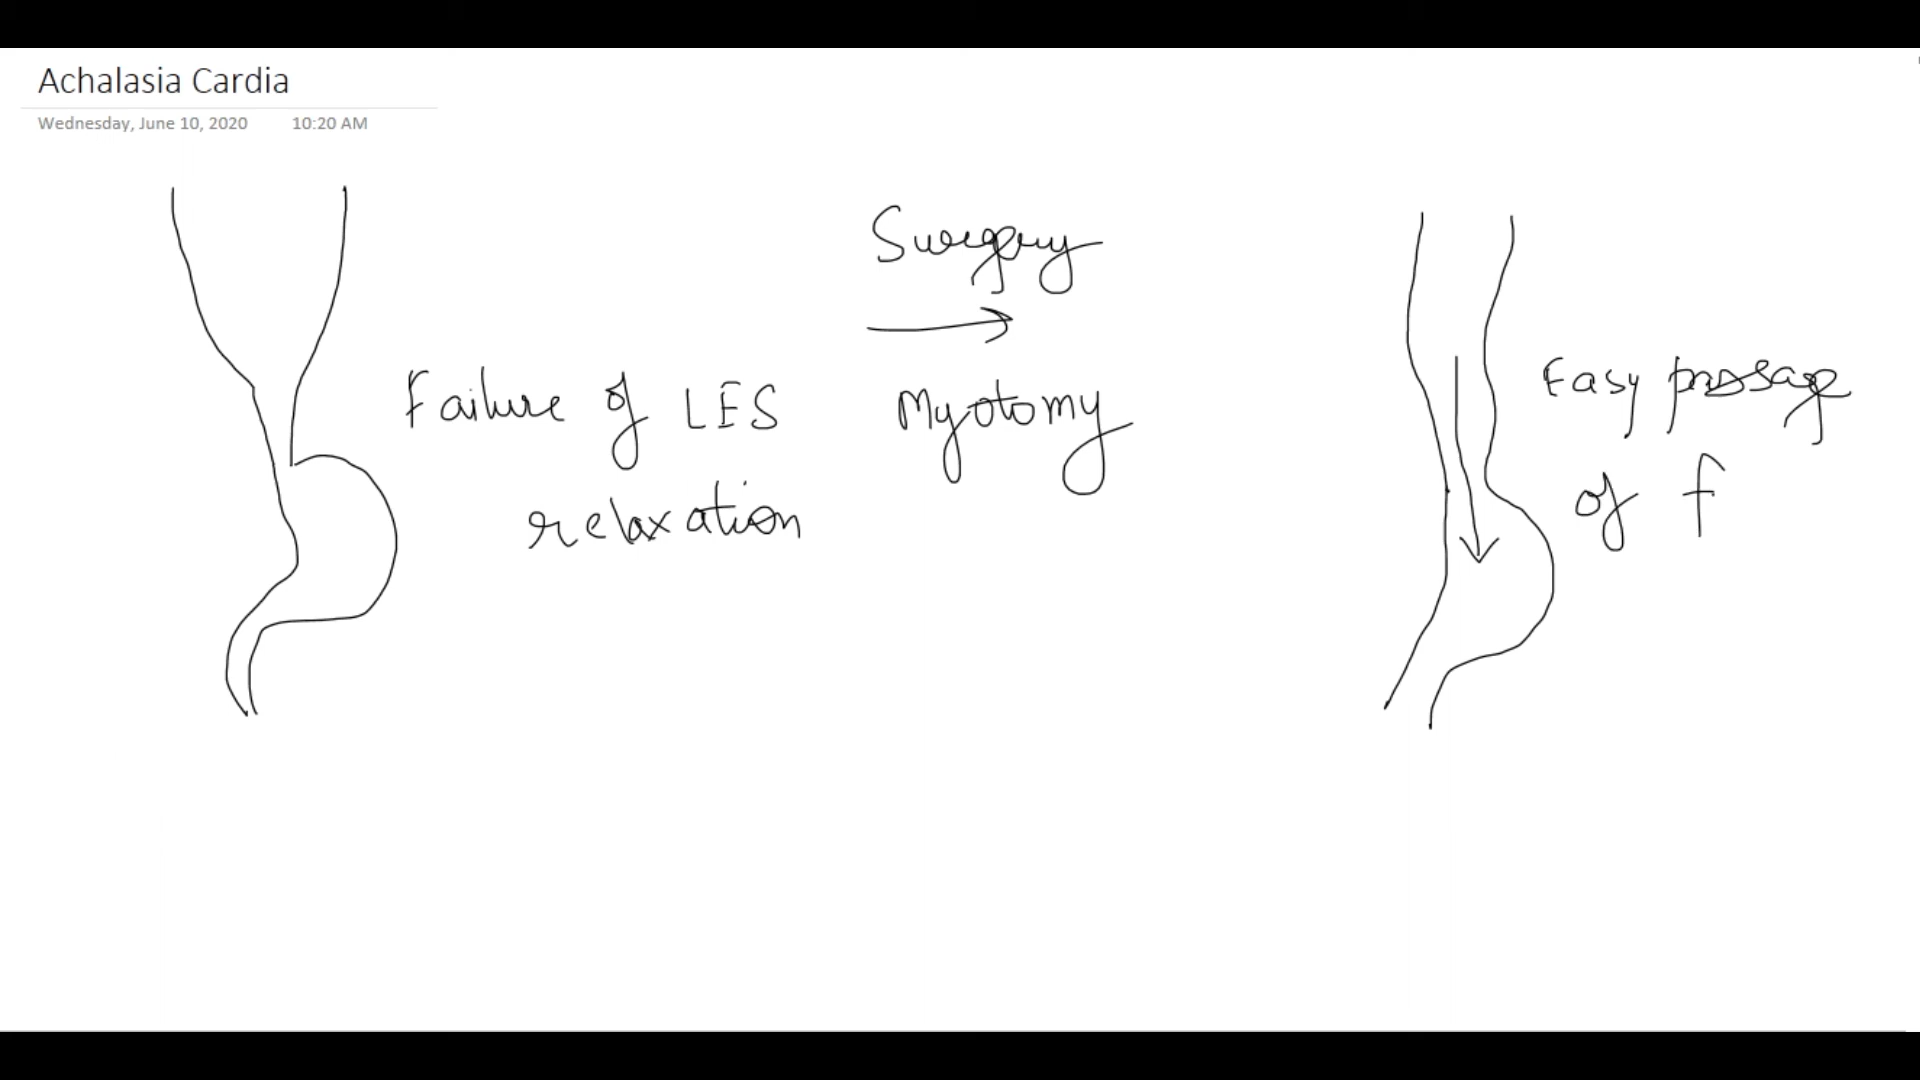 Achalasia Cardia
Wednesday, June 10, 2020 10:20 AM
Surgery
Failure of LES
relaxation
Myotomy
Easy passage
of f